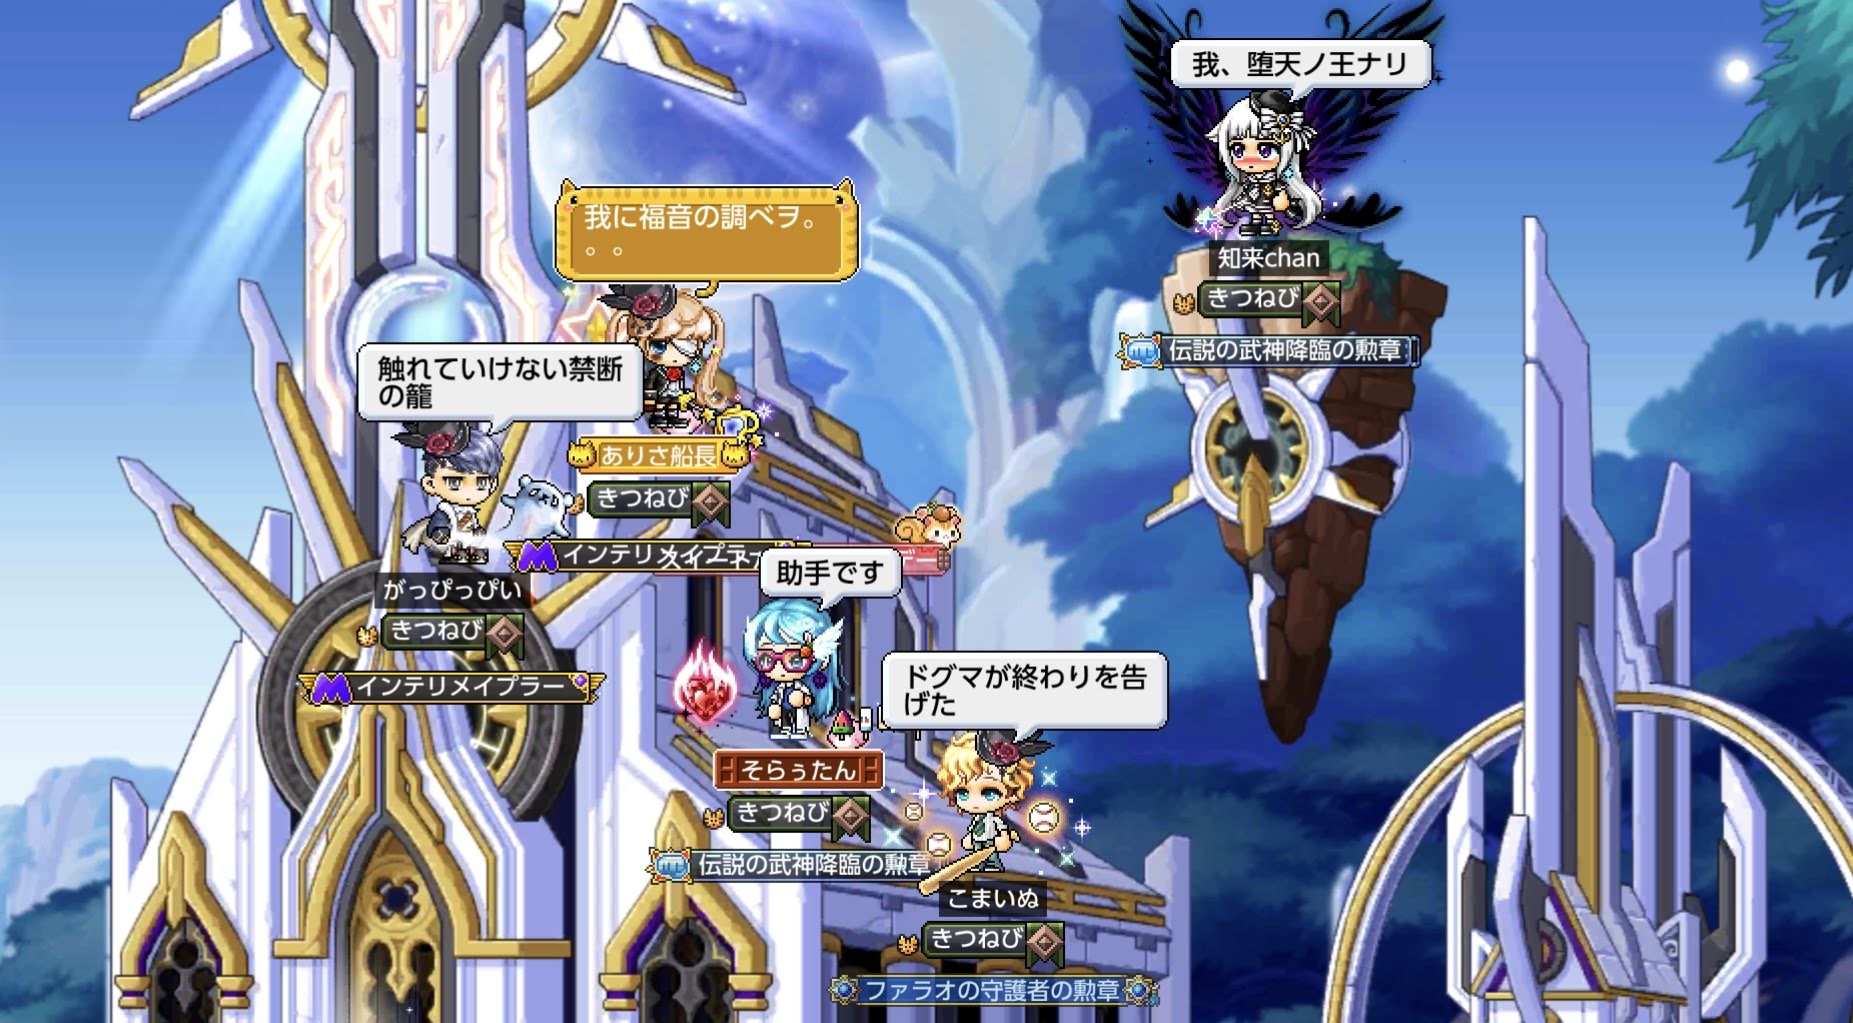 我、堕天ノ王ナリ
知来chan
きつねび
伝説の武神降臨の勲章
我に福音の調べヲ。
。。
ありさ船長
きつねび
触れていけない禁断
の籠
がっぴっぴい
きつねび
インテリメイプラー
インテリ
助手です
そらぅたん
きつねび
伝説の武神降臨の勲章
ドグマが終わりを告
げた
こまいぬ
きつねび
ファラオの守護者の勲章